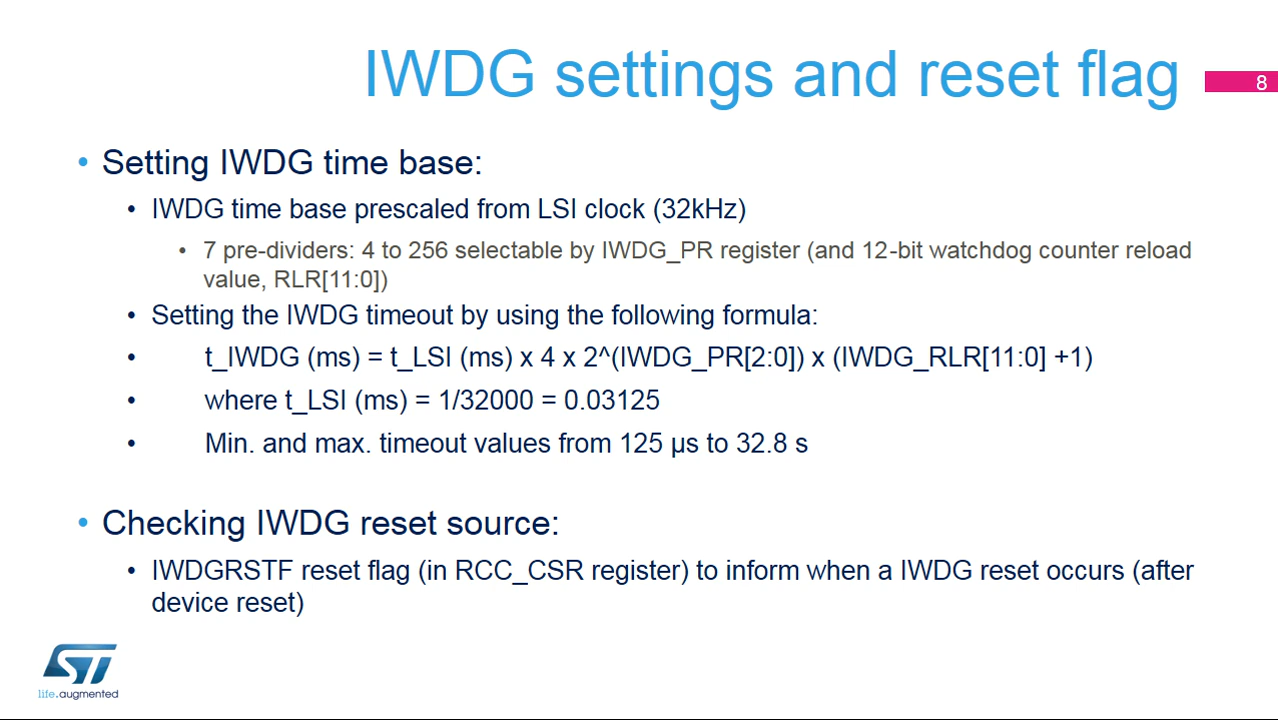 IWDG settings and reset flag
8
• Setting IWDG time base:
• IWDG time base prescaled from LSI clock (32kHz)
• 7 pre-dividers: 4 to 256 selectable by IWDG_PR register (and 12-bit watchdog counter reload
value, RLR[11:0])
• Setting the IWDG timeout by using the following formula:
• t_IWDG (ms) = t_LSI (ms) x 4 x 2^(IWDG_PR[2:0]) x (IWDG_RLR[11:0] +1)
• where t_LSI (ms) = 1/32000 = 0.03125
• Min. and max. timeout values from 125 µs to 32.8 s
• Checking IWDG reset source:
• IWDGRSTF reset flag (in RCC_CSR register) to inform when a IWDG reset occurs (after
device reset)
ST
life.augmented